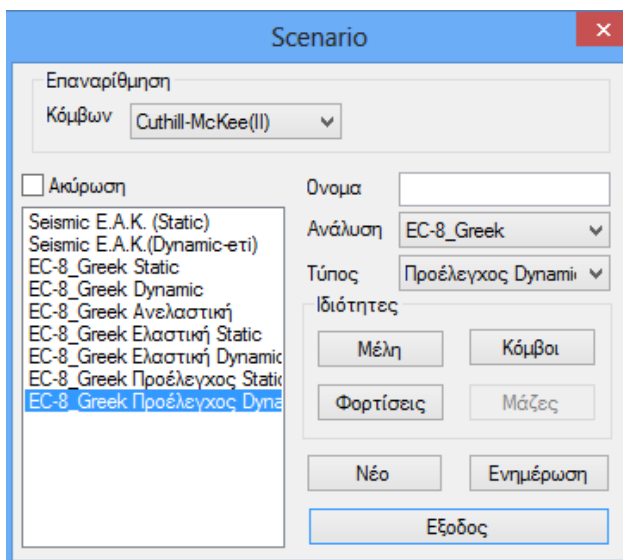 Scenario
Επαναρίθμηση
Κόμβων Cuthill-McKee(II)
Ακύρωση
Seismic E.A.K. (Static)
Seismic E.A.K.(Dynamic-ετι)
EC-8_Greek Static
EC-8_Greek Dynamic
EC-8_Greek Ανελαστική
EC-8_Greek Ελαστική Static
EC-8_Greek Ελαστική Dynamic
EC-8_Greek Προέλεγχος Static
EC-8_Greek Προέλεγχος Dyna
Ονομα
Ανάλυση EC-8_Greek
Τύπος Προέλεγχος Dynami
Ιδιότητες
Μέλη Κόμβοι
Φορτίσεις Μάζες
Νέο Ενημέρωση
Εξοδος